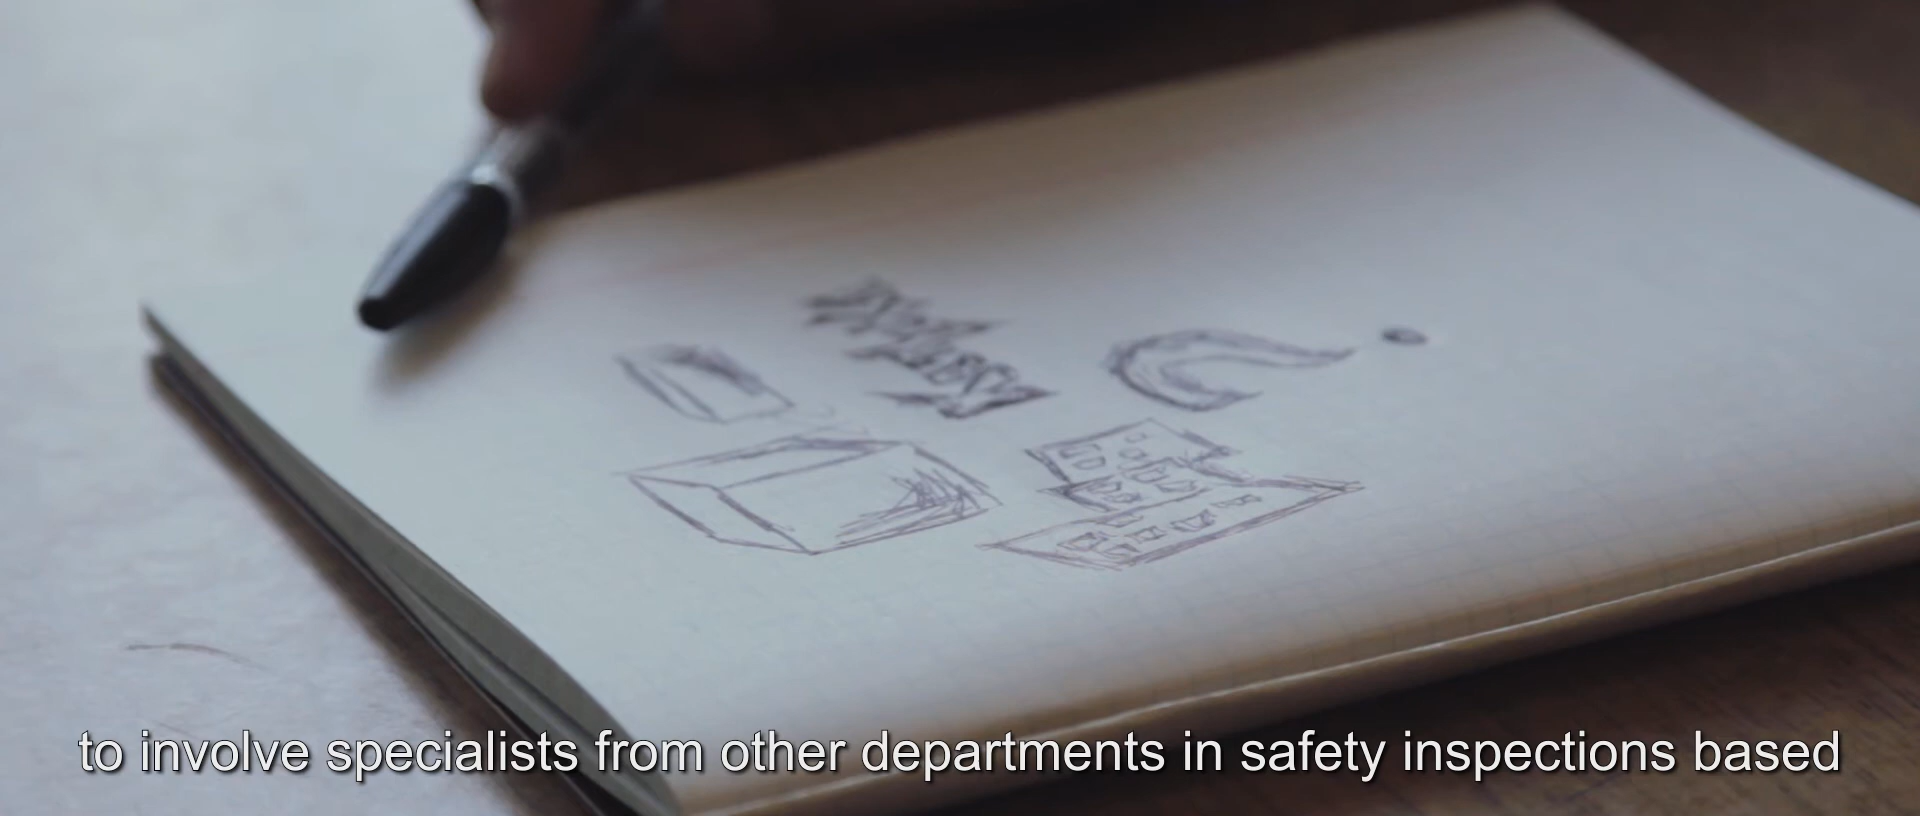 to involve specialists from other departments in safety inspections based